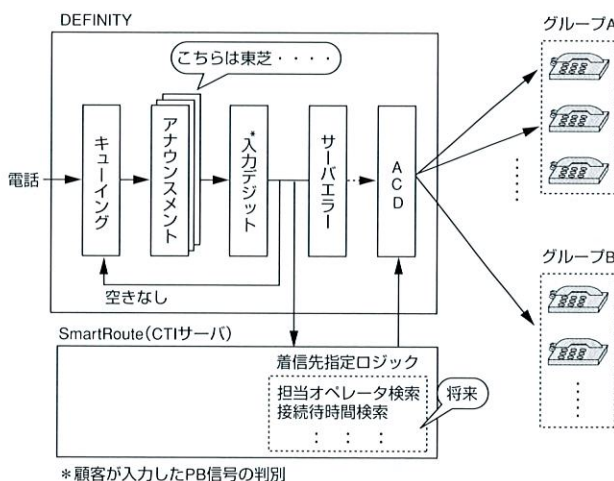 DEFINITY
こちらは東芝・・・・
電話
キューイング
アナウンスメント
*入力デジット
サーバエラー
ACD
空きなし
グループA
グループB
SmartRoute(CTIサーバ)
着信先指定ロジック
担当オペレータ検索
接続待時間検索
将来
*顧客が入力したPB信号の判別